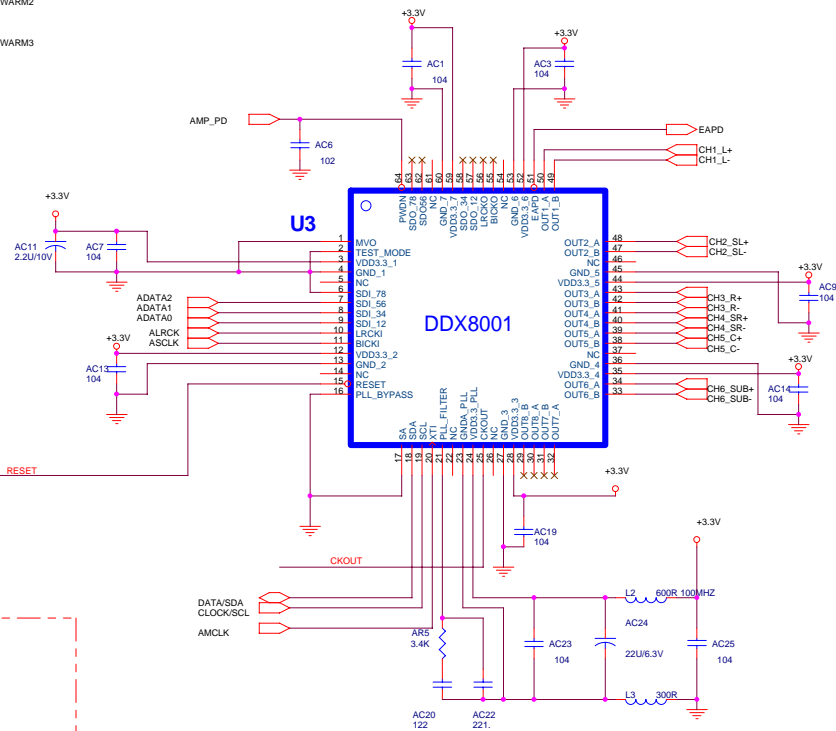 WARM2
WARM3
+3.3V
AC1
104
+3.3V
AC3
104
AMP_PD
AC6
102
EAPD
CH1_L+
CH1_L-
64
63
62
61
60
59
58
57
56
55
54
53
52
51
50
49
PWDN
SDO_78
SDO56
NC
GND_7
VDD3.3_7
SDO_34
SDO_12
LRCKO
BICKO
NC
GND_6
VDD3.3_6
EAPD
OUT1_A
OUT1_B
U3
DDX8001
+3.3V
AC11
2.2U/10V
AC7
104
1 MVO
2 TEST_MODE
3 VDD3.3_1
4 GND_1
5 NC
6 SDI_78
7 SDI_56
8 SDI_34
9 SDI_12
10 LRCKI
11 BICKI
12 VDD3.3_2
13 GND_2
14 NC
15 RESET
16 PLL_BYPASS
ADATA2
ADATA1
ADATA0
ALRCK
ASCLK
+3.3V
AC13
104
RESET
OUT2_A 48
OUT2_B 47
NC 46
GND_5 45
VDD3.3_5 44
OUT3_A 43
OUT3_B 42
OUT4_A 41
OUT4_B 40
OUT5_A 39
OUT5_B 38
NC 37
GND_4 36
VDD3.3_4 35
OUT6_A 34
OUT6_B 33
CH2_SL+
CH2_SL-
+3.3V
AC9
104
CH3_R+
CH3_R-
CH4_SR+
CH4_SR-
CH5_C+
CH5_C-
+3.3V
AC14
104
CH6_SUB+
CH6_SUB-
SA
SDA
SCL
XTI
PLL_FILTER
NC
GNDA_PLL
VDD3.3_PLL
CKOUT
NC
GND_3
VDD3.3_3
OUT8_B
OUT8_A
OUT7_B
OUT7_A
17
18
19
20
21
22
23
24
25
26
27
28
29
30
31
32
+3.3V
AC19
104
CKOUT
+3.3V
DATA/SDA
CLOCK/SCL
AMCLK
AR5
3.4K
AC20
122
AC22
221.
AC23
104
L2 600R 100MHZ
AC24
22U/6.3V
AC25
104
L3 300R